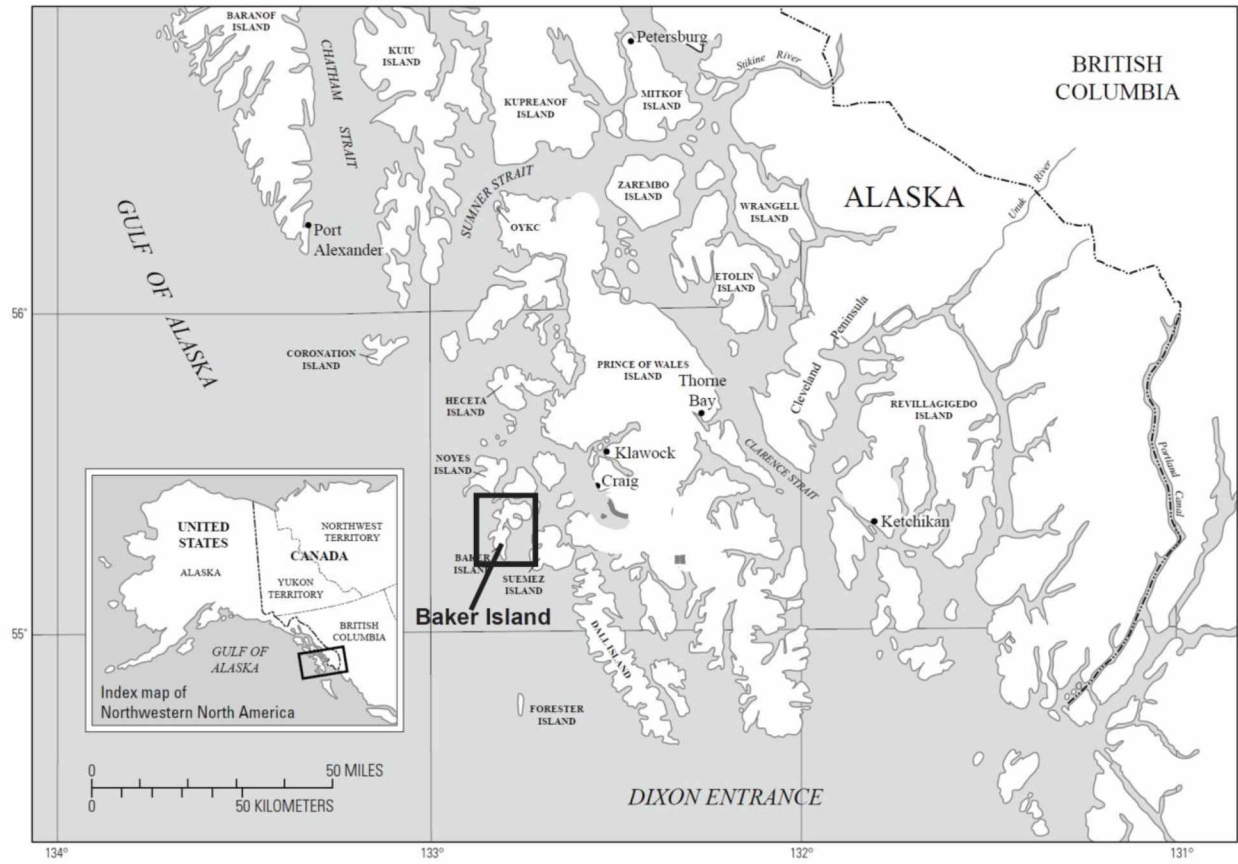 BARANOF
ISLAND
CHATHAM
STRAIT
KUIU
ISLAND
KUPREANOF
ISLAND
Petersburg
MITKOF
ISLAND
Stikine River
BRITISH
COLUMBIA
SUMNER STRAIT
ZAREMBO
ISLAND
WRANGELL
ISLAND
ALASKA
Unuk River
GULF OF ALASKA
Port
Alexander
OYKC
ETOLIN
ISLAND
56°
CORONATION
ISLAND
PRINCE OF WALES
ISLAND
Cleveland Peninsula
HECETA
ISLAND
Thorne
Bay
REVILLAGIGEDO
ISLAND
NOYES
ISLAND
Klawock
Craig
CLARENCE STRAIT
Portland Canal
Ketchikan
BAKER
ISLAND
SUEMEZ
ISLAND
Baker Island
55°
DALL ISLAND
FORESTER
ISLAND
DIXON ENTRANCE
UNITED
STATES
ALASKA
NORTHWEST
TERRITORY
CANADA
YUKON
TERRITORY
BRITISH
COLUMBIA
GULF OF
ALASKA
Index map of
Northwestern North America
0 50 MILES
0 50 KILOMETERS
134° 133° 132° 131°